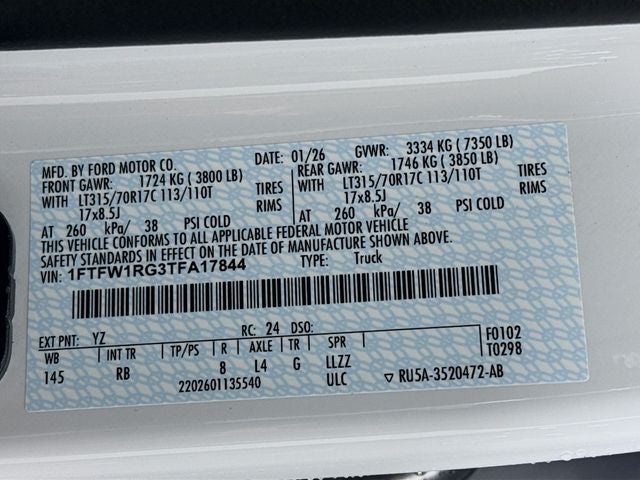 MFD. BY FORD MOTOR CO. DATE: 01/26 GVWR: 3334 KG ( 7350 LB)
FRONT GAWR: 1724 KG ( 3800 LB) REAR GAWR: 1746 KG ( 3850 LB)
WITH LT315/70R17C 113/110T TIRES WITH LT315/70R17C 113/110T TIRES
17x8.5J RIMS 17x8.5J RIMS
AT 260 kPa/ 38 PSI COLD AT 260 kPa/ 38 PSI COLD
THIS VEHICLE CONFORMS TO ALL APPLICABLE FEDERAL MOTOR VEHICLE
SAFETY STANDARDS IN EFFECT ON THE DATE OF MANUFACTURE SHOWN ABOVE.
VIN: 1FTFW1RG3TFA17844 TYPE: Truck
EXT PNT: YZ RC: 24 DSO: F0102
WB INT TR TP/PS R AXLE TR SPR T0298
145 RB 8 L4 G LLZZ
2202601135540 ULC RU5A-3520472-AB